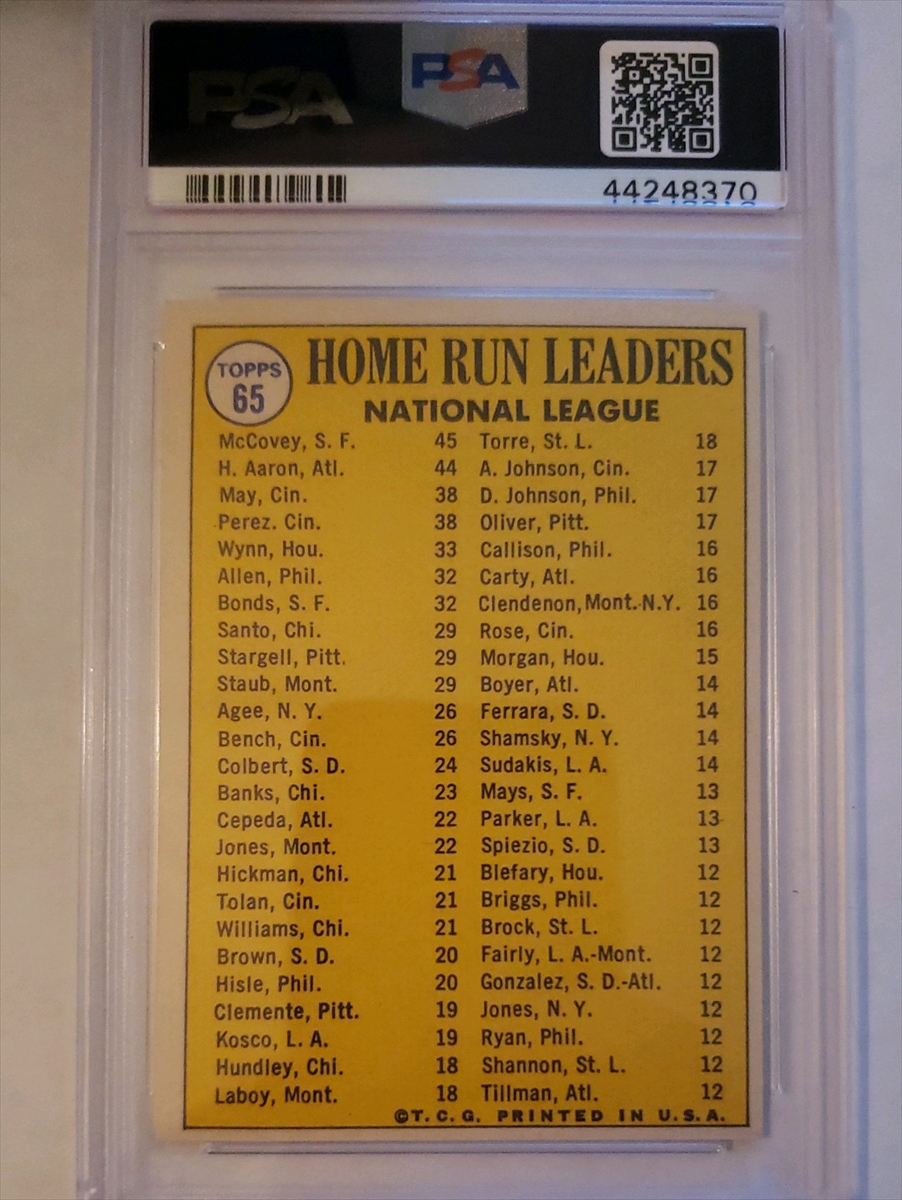 PSA
PSA
44248370
TOPPS
65
HOME RUN LEADERS
NATIONAL LEAGUE
McCovey, S. F. 45
H. Aaron, Atl. 44
May, Cin. 38
Perez. Cin. 38
Wynn, Hou. 33
Allen, Phil. 32
Bonds, S. F. 32
Santo, Chi. 29
Stargell, Pitt. 29
Staub, Mont. 29
Agee, N. Y. 26
Bench, Cin. 26
Colbert, S. D. 24
Banks, Chi. 23
Cepeda, Atl. 22
Jones, Mont. 22
Hickman, Chi. 21
Tolan, Cin. 21
Williams, Chi. 21
Brown, S. D. 20
Hisle, Phil. 20
Clemente, Pitt. 19
Kosco, L. A. 19
Hundley, Chi. 18
Laboy, Mont. 18
Torre, St. L. 18
A. Johnson, Cin. 17
D. Johnson, Phil. 17
Oliver, Pitt. 17
Callison, Phil. 16
Carty, Atl. 16
Clendenon, Mont.-N.Y. 16
Rose, Cin. 16
Morgan, Hou. 15
Boyer, Atl. 14
Ferrara, S. D. 14
Shamsky, N. Y. 14
Sudakis, L. A. 14
Mays, S. F. 13
Parker, L. A. 13
Spiezio, S. D. 13
Blefary, Hou. 12
Briggs, Phil. 12
Brock, St. L. 12
Fairly, L. A.-Mont. 12
Gonzalez, S. D.-Atl. 12
Jones, N. Y. 12
Ryan, Phil. 12
Shannon, St. L. 12
Tillman, Atl. 12
©T. C. G. PRINTED IN U. S. A.